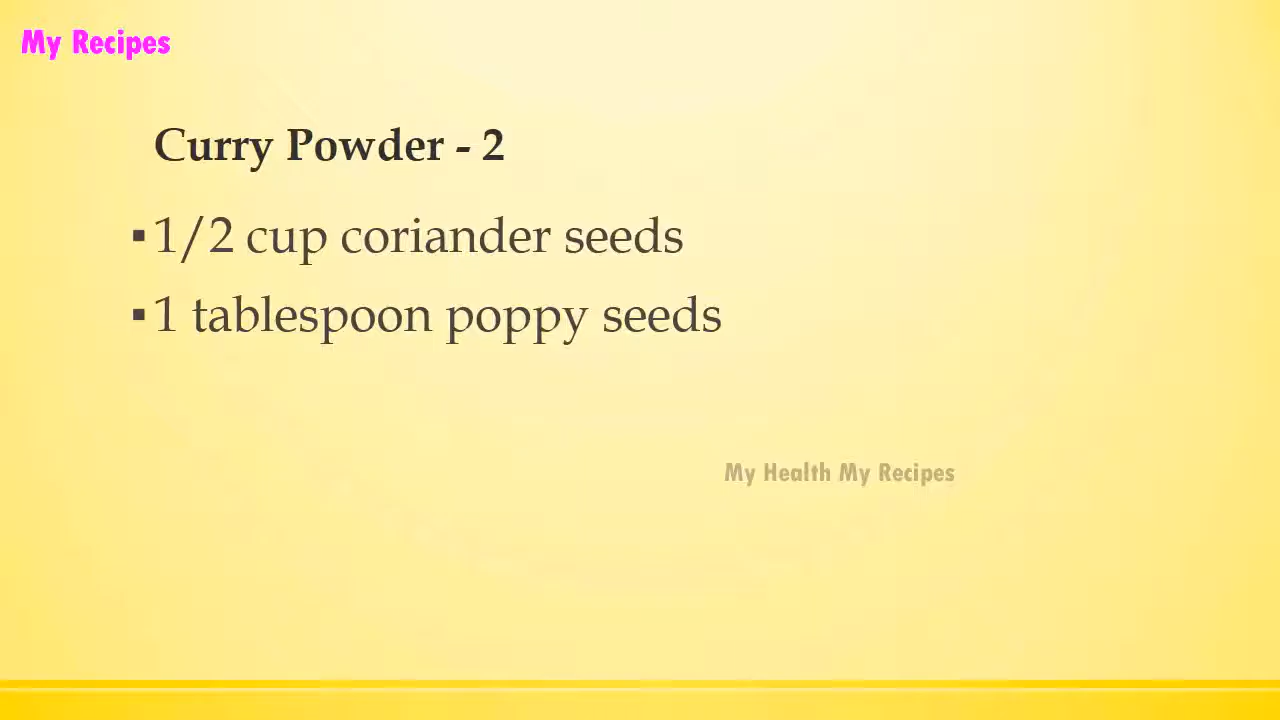 My Recipes
Curry Powder - 2
▪1/2 cup coriander seeds
▪1 tablespoon poppy seeds
My Health My Recipes